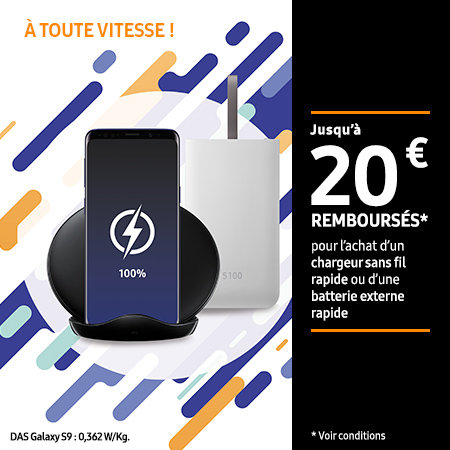 À TOUTE VITESSE !
100%
5100
Jusqu'à
20 €
REMBOURSÉS*
pour l'achat d'un
chargeur sans fil
rapide ou d'une
batterie externe
rapide
DAS Galaxy S9 : 0,362 W/Kg.
* Voir conditions